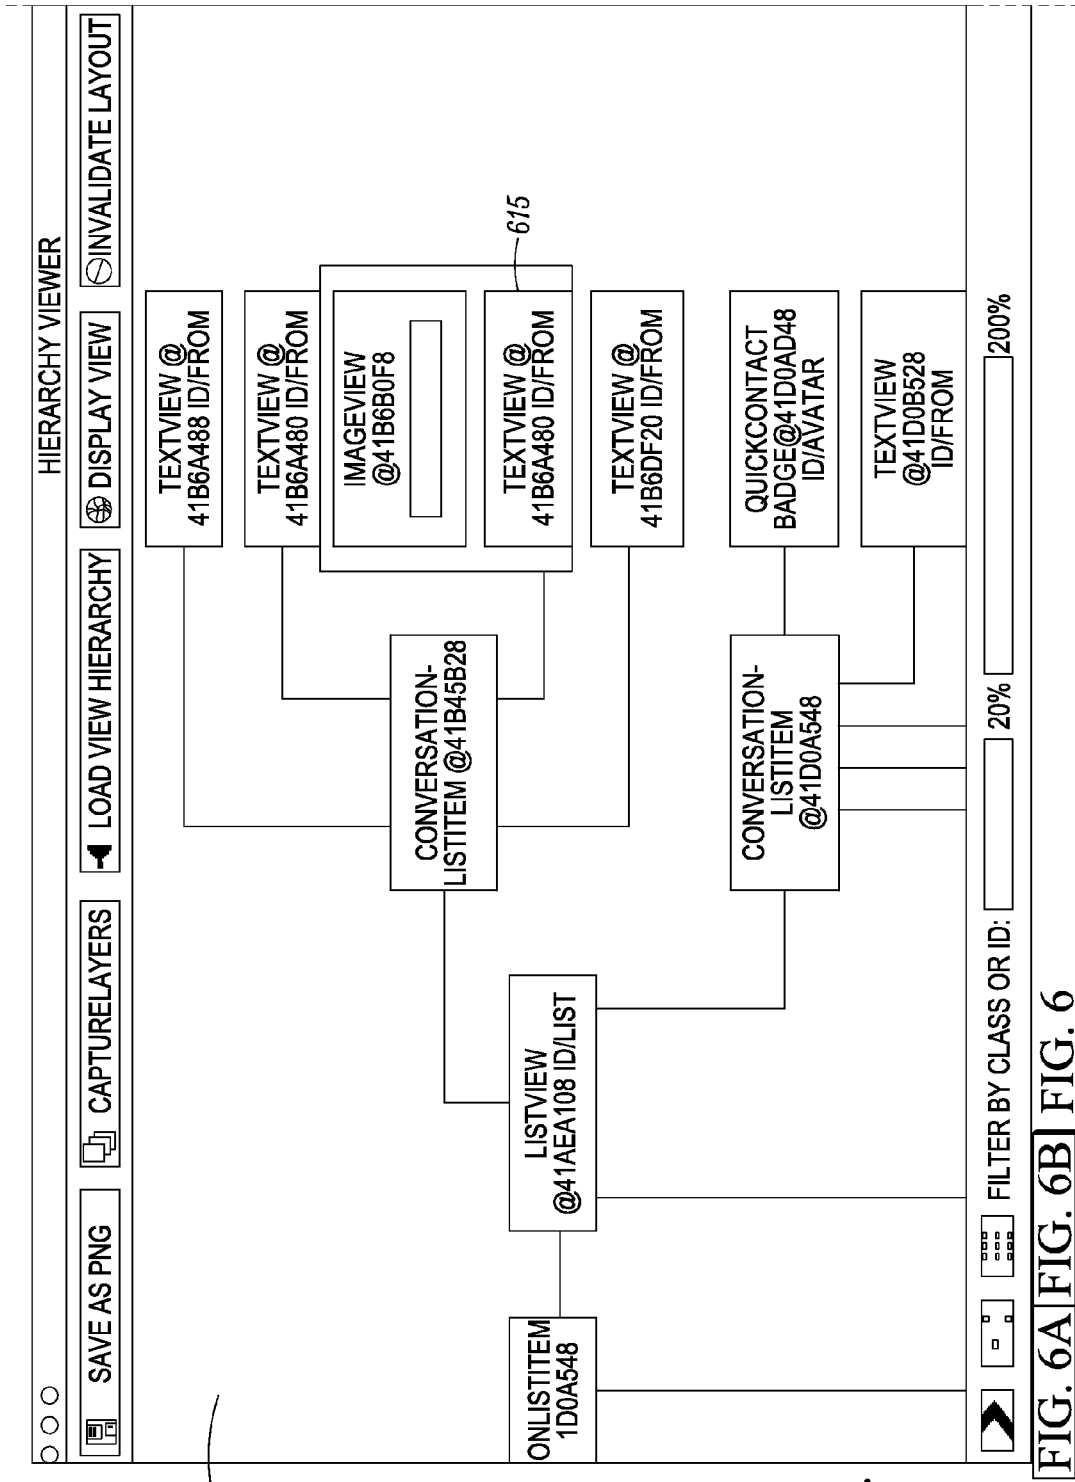 HIERARCHY VIEWER
SAVE AS PNG
CAPTURELAYERS
LOAD VIEW HIERARCHY
DISPLAY VIEW
INVALIDATE LAYOUT
ONLISTITEM
1D0A548
LISTVIEW
@41AEA108 ID/LIST
CONVERSATION-
LISTITEM @41B45B28
CONVERSATION-
LISTITEM
@41D0A548
TEXTVIEW @
41B6A488 ID/FROM
TEXTVIEW @
41B6A480 ID/FROM
IMAGEVIEW
@41B6B0F8
TEXTVIEW @
41B6A480 ID/FROM
615
TEXTVIEW @
41B6DF20 ID/FROM
QUICKCONTACT
BADGE@41D0AD48
ID/AVATAR
TEXTVIEW
@41D0B528
ID/FROM
FILTER BY CLASS OR ID:
20%
200%
FIG. 6A
FIG. 6B
FIG. 6